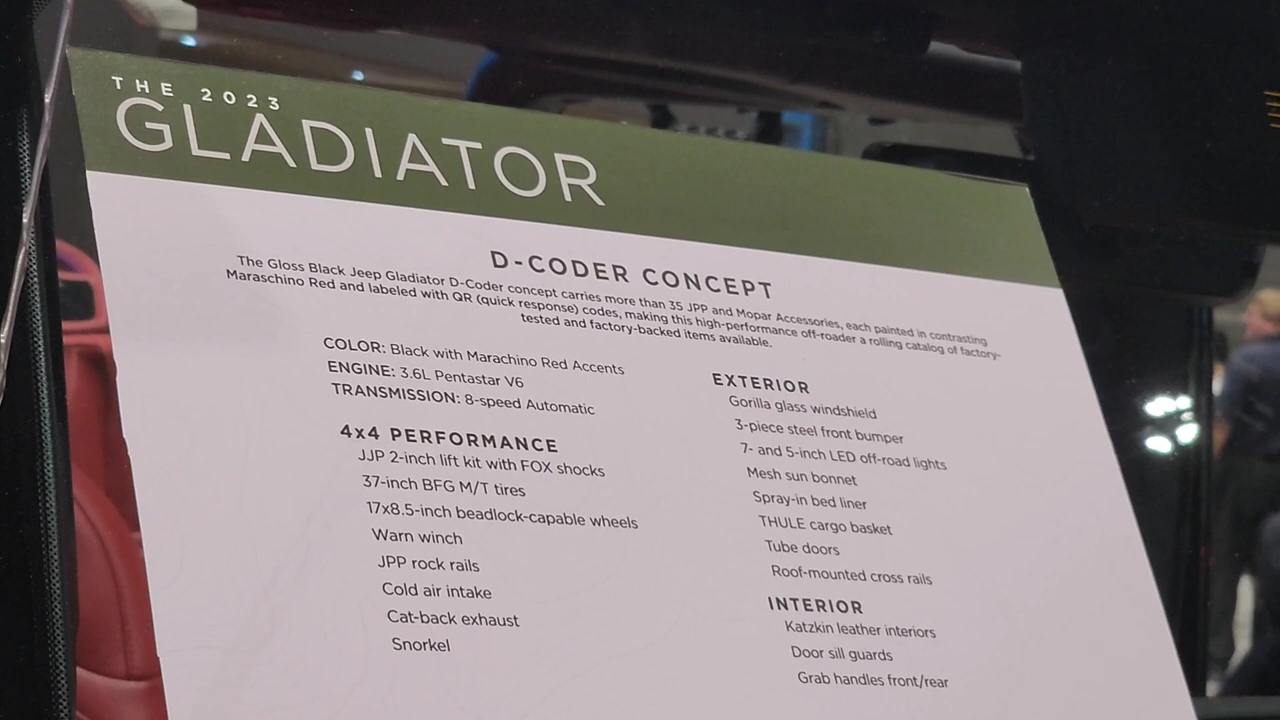 THE 2023
GLADIATOR
D-CODER CONCEPT
The Gloss Black Jeep Gladiator D-Coder concept carries more than 35 JPP and Mopar Accessories, each painted in contrasting
Maraschino Red and labeled with QR (quick response) codes, making this high-performance off-roader a rolling catalog of factory-
tested and factory-backed items available.
COLOR: Black with Marachino Red Accents
ENGINE: 3.6L Pentastar V6
TRANSMISSION: 8-speed Automatic
4x4 PERFORMANCE
JJP 2-inch lift kit with FOX shocks
37-inch BFG M/T tires
17x8.5-inch beadlock-capable wheels
Warn winch
JPP rock rails
Cold air intake
Cat-back exhaust
Snorkel
EXTERIOR
Gorilla glass windshield
3-piece steel front bumper
7- and 5-inch LED off-road lights
Mesh sun bonnet
Spray-in bed liner
THULE cargo basket
Tube doors
Roof-mounted cross rails
INTERIOR
Katzkin leather interiors
Door sill guards
Grab handles front/rear